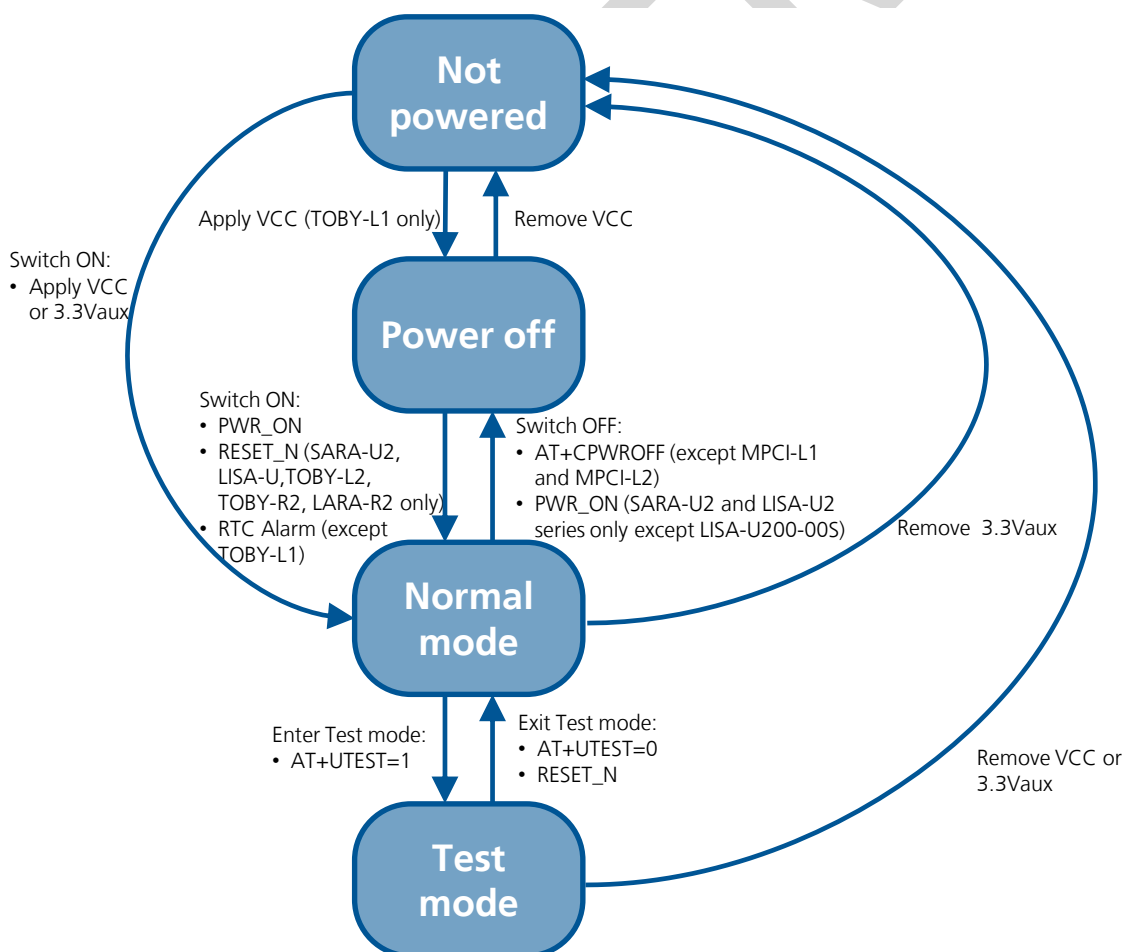 Not
powered
Apply VCC (TOBY-L1 only)
Remove VCC
Switch ON:
• Apply VCC
or 3.3Vaux
Power off
Switch ON:
• PWR_ON
• RESET_N (SARA-U2,
LISA-U,TOBY-L2,
TOBY-R2, LARA-R2 only)
• RTC Alarm (except
TOBY-L1)
Switch OFF:
• AT+CPWROFF (except MPCI-L1
and MPCI-L2)
• PWR_ON (SARA-U2 and LISA-U2
series only except LISA-U200-00S)
Remove 3.3Vaux
Normal
mode
Enter Test mode:
• AT+UTEST=1
Exit Test mode:
• AT+UTEST=0
• RESET_N
Remove VCC or
3.3Vaux
Test
mode